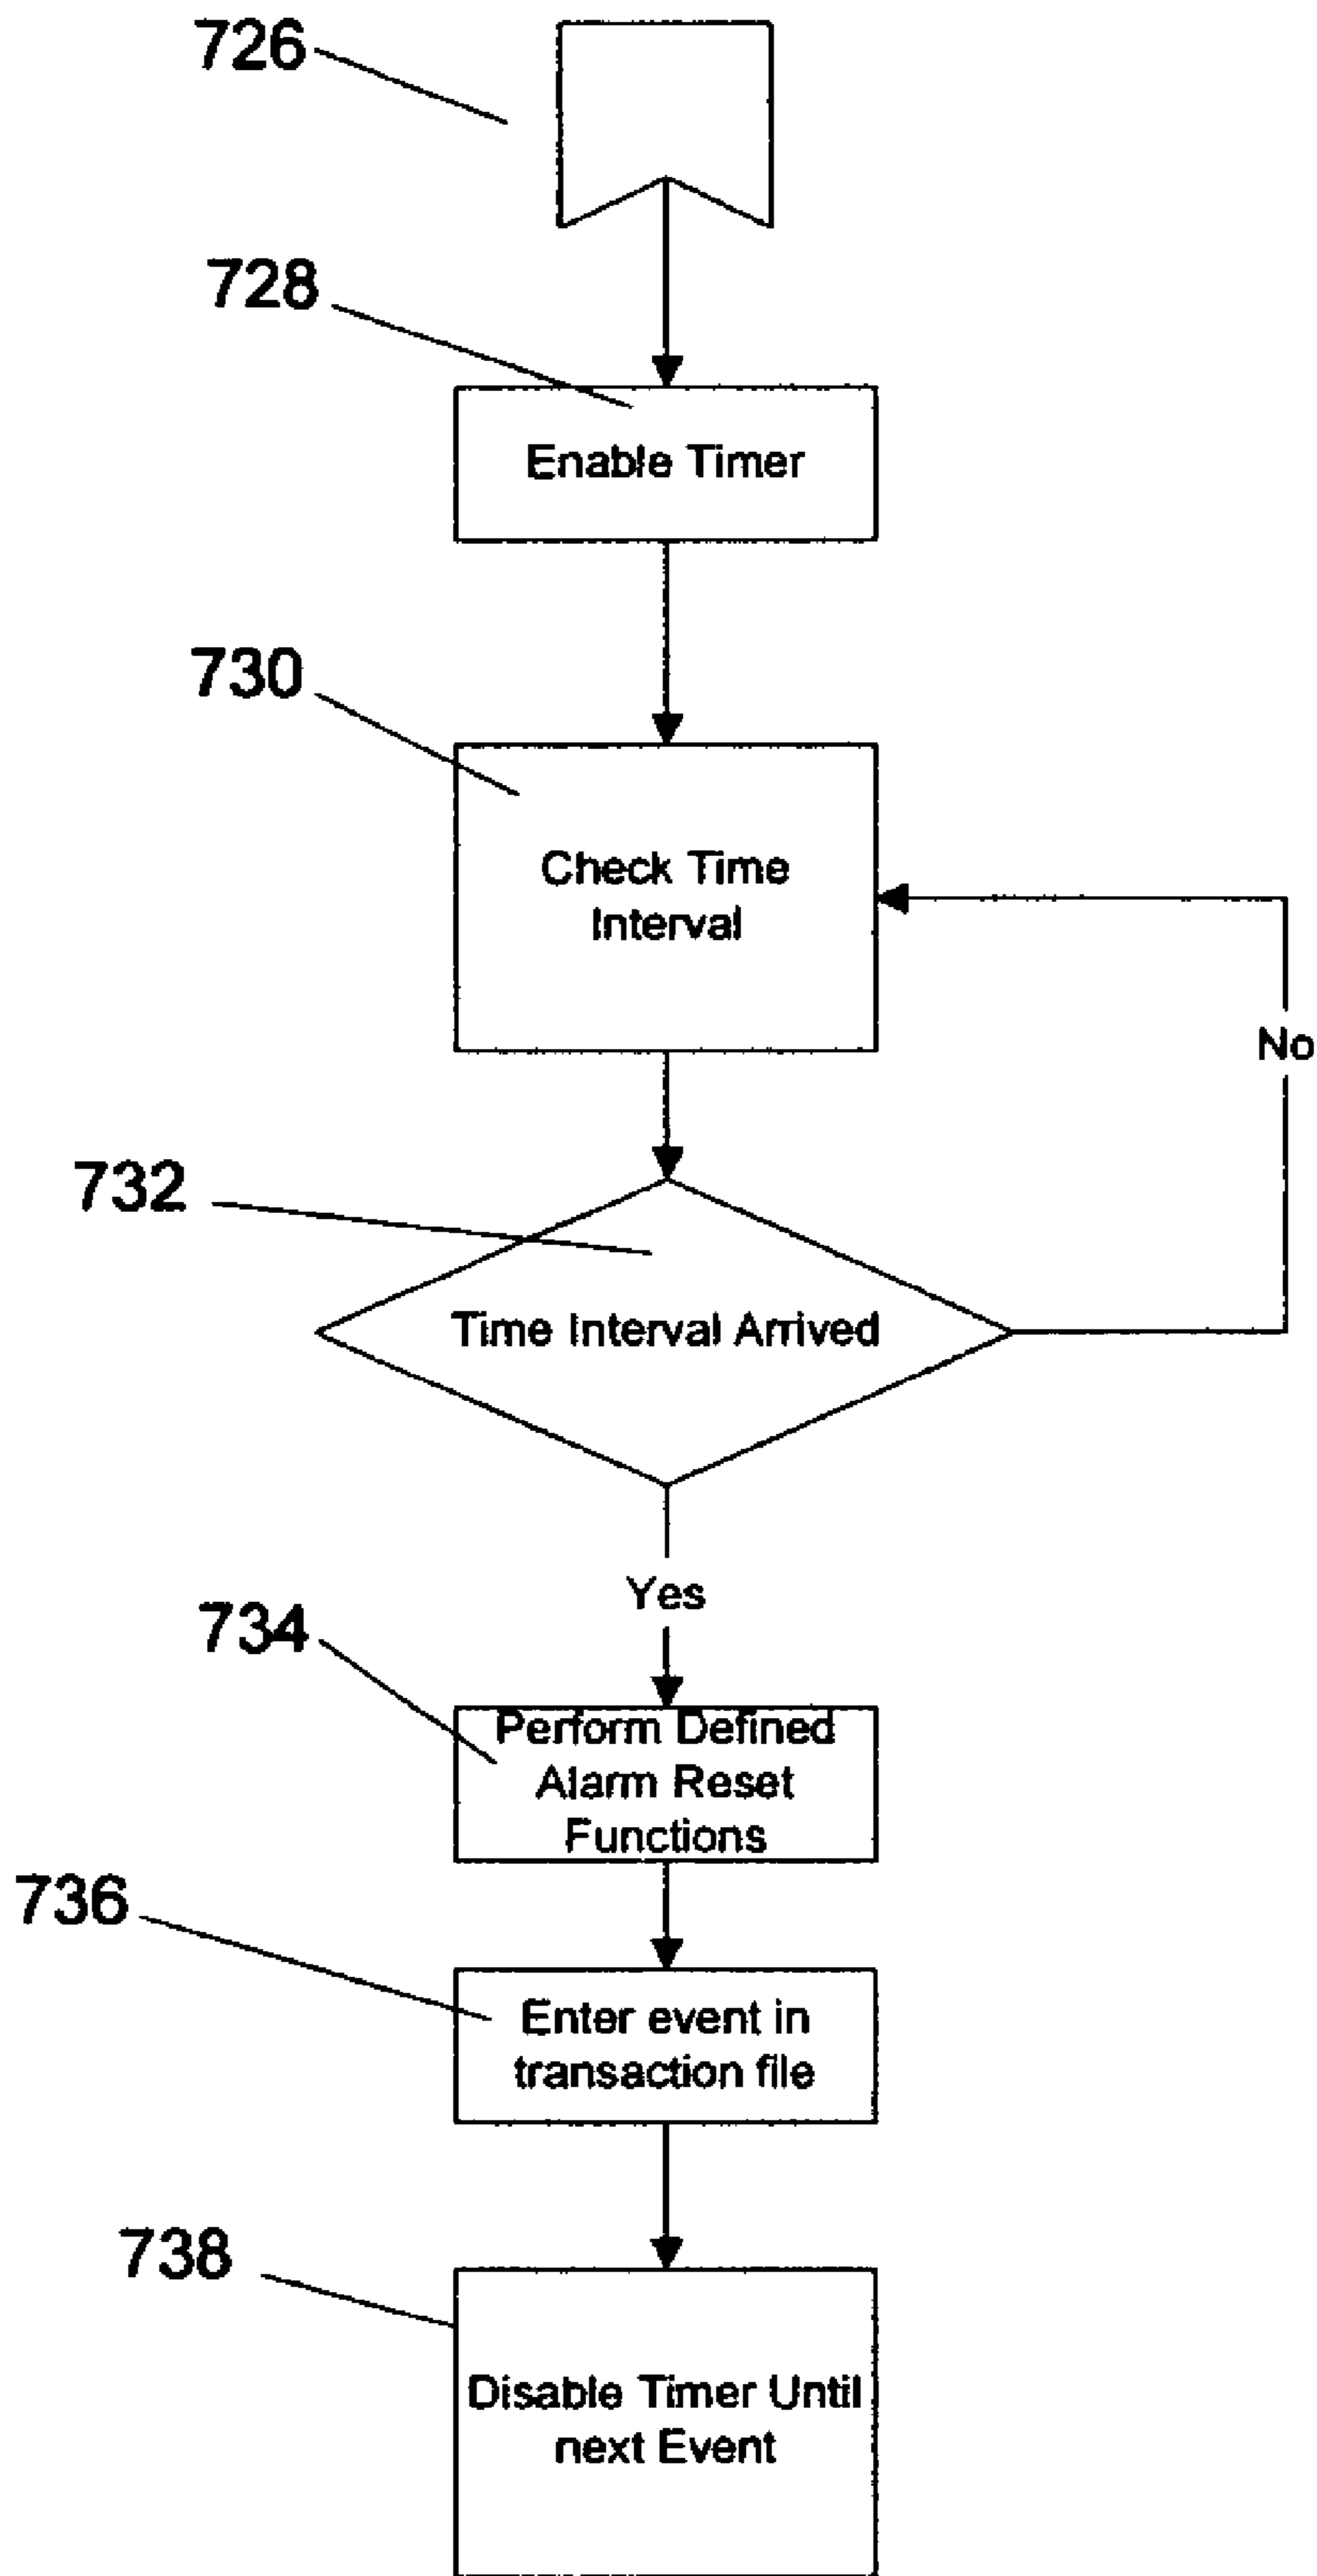 726
728
Enable Timer
730
Check Time
Interval
No
732
Time Interval Arrived
Yes
734
Perform Defined
Alarm Reset
Functions
736
Enter event in
transaction file
738
Disable Timer Until
next Event